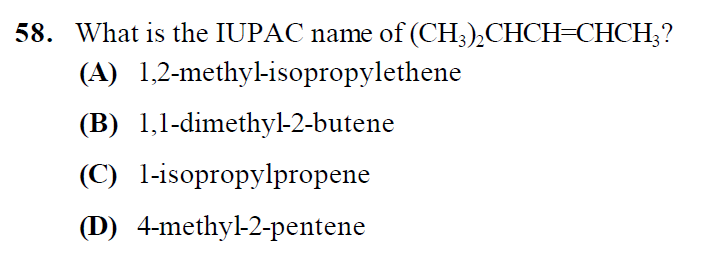 58. What is the IUPAC name of (CH₃)₂CHCH=CHCH₃?
(A) 1,2-methyl-isopropylethene
(B) 1,1-dimethyl-2-butene
(C) 1-isopropylpropene
(D) 4-methyl-2-pentene